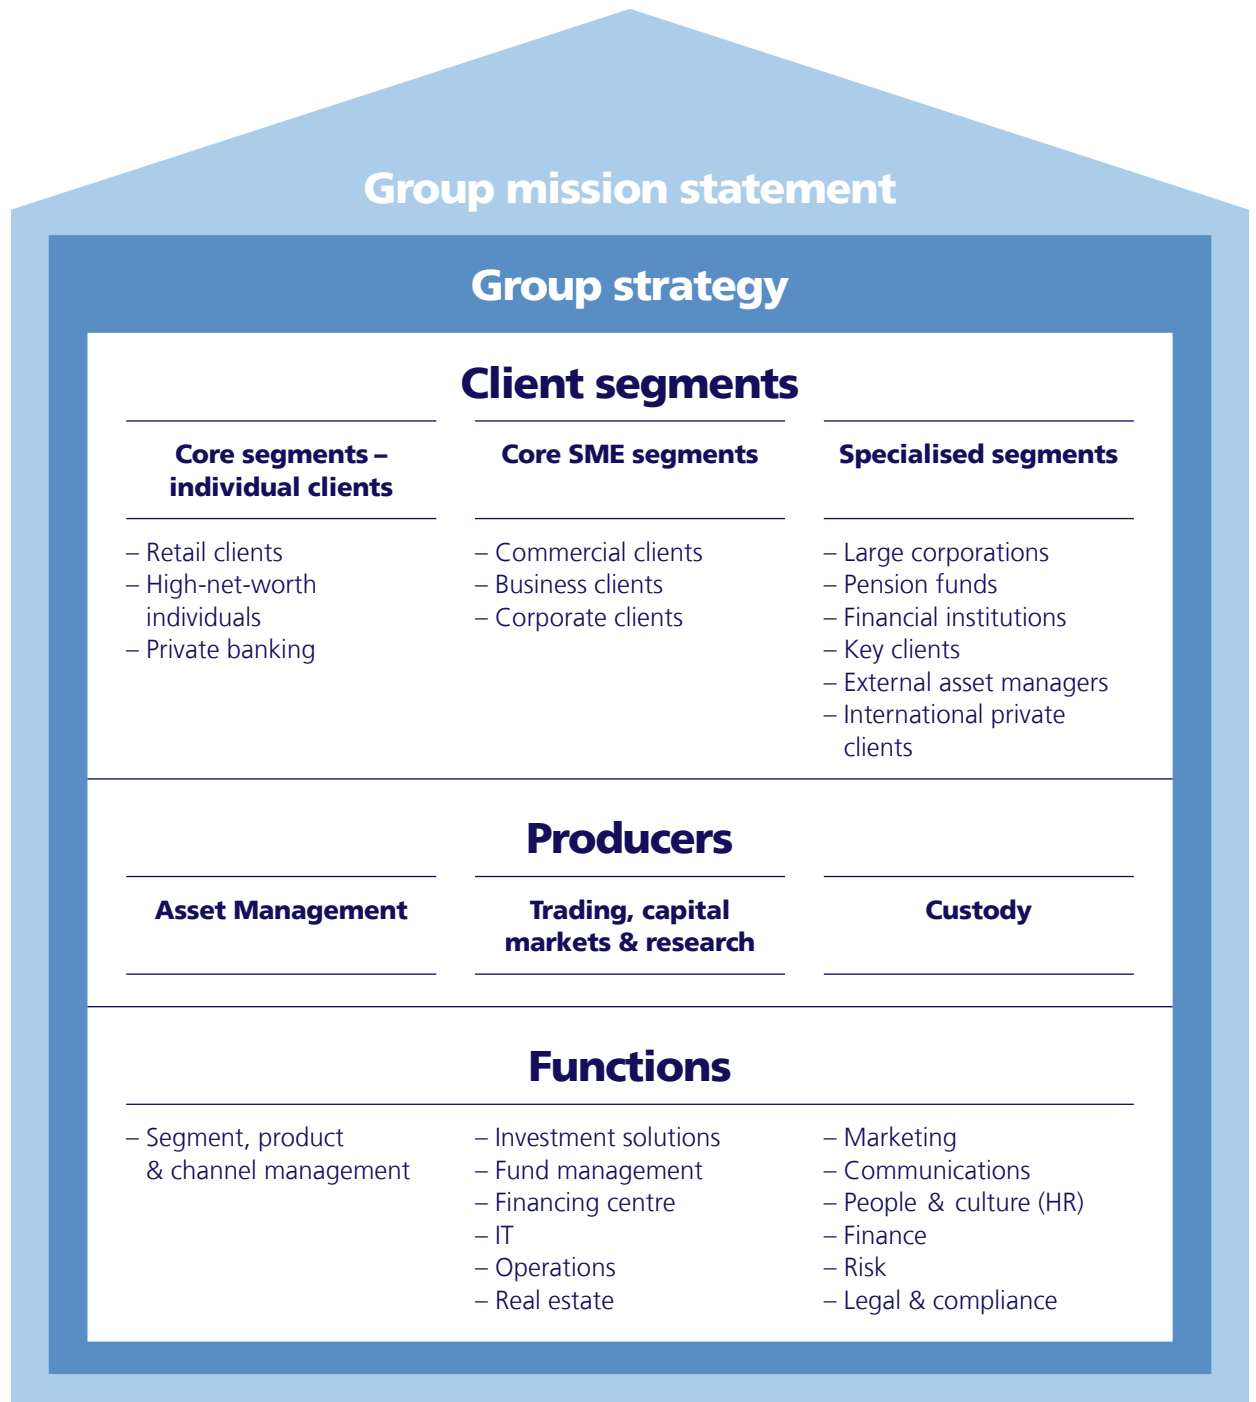 Group mission statement
Group strategy
Client segments
Core segments –
individual clients
– Retail clients
– High-net-worth
individuals
– Private banking
Core SME segments
– Commercial clients
– Business clients
– Corporate clients
Specialised segments
– Large corporations
– Pension funds
– Financial institutions
– Key clients
– External asset managers
– International private
clients
Producers
Asset Management
Trading, capital
markets & research
Custody
Functions
– Segment, product
& channel management
– Investment solutions
– Fund management
– Financing centre
– IT
– Operations
– Real estate
– Marketing
– Communications
– People & culture (HR)
– Finance
– Risk
– Legal & compliance